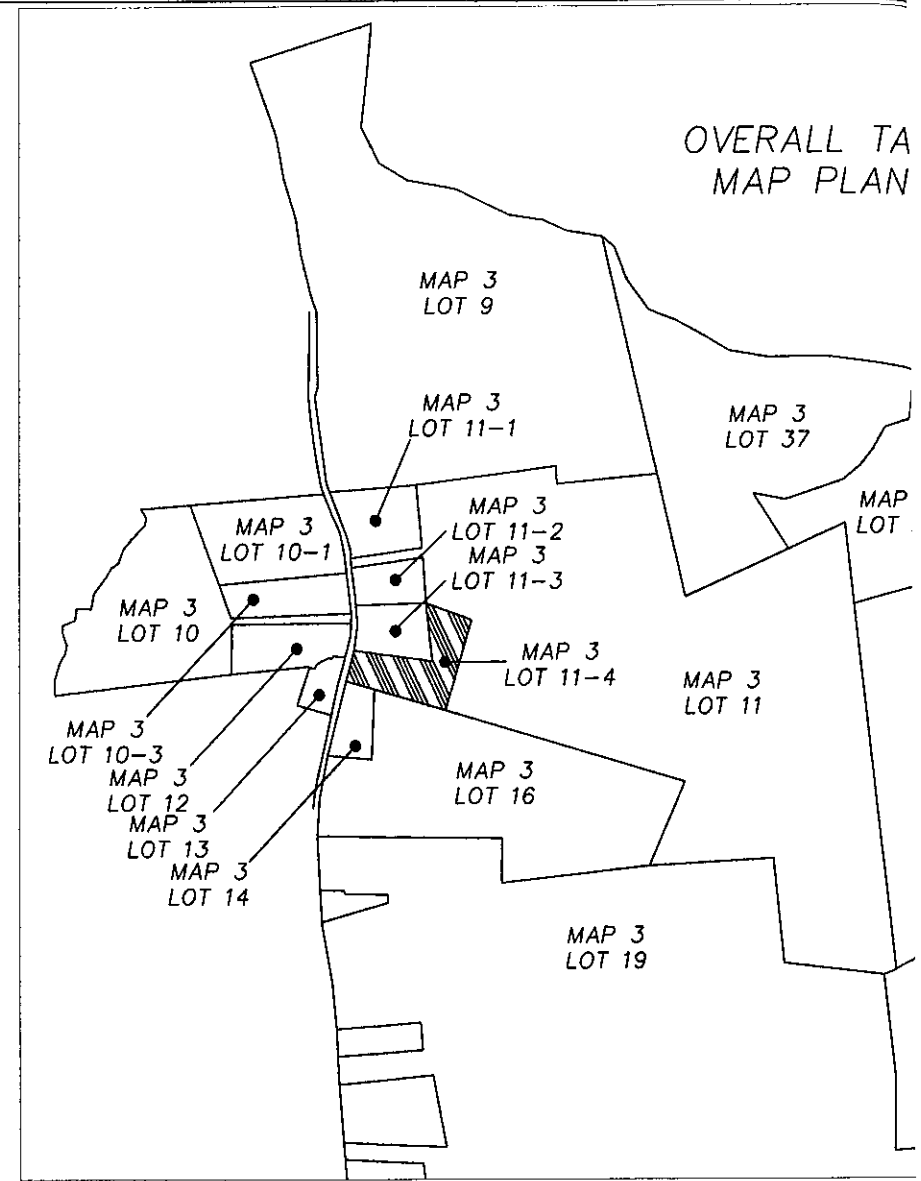 OVERALL TA
MAP PLAN
MAP 3
LOT 9
MAP 3
LOT 11-1
MAP 3
LOT 37
MAP 3
LOT 11-2
MAP
LOT
MAP 3
LOT 10-1
MAP 3
LOT 11-3
MAP 3
LOT 10
MAP 3
LOT 11-4
MAP 3
LOT 11
MAP 3
LOT 10-3
MAP 3
LOT 12
MAP 3
LOT 16
MAP 3
LOT 13
MAP 3
LOT 14
MAP 3
LOT 19